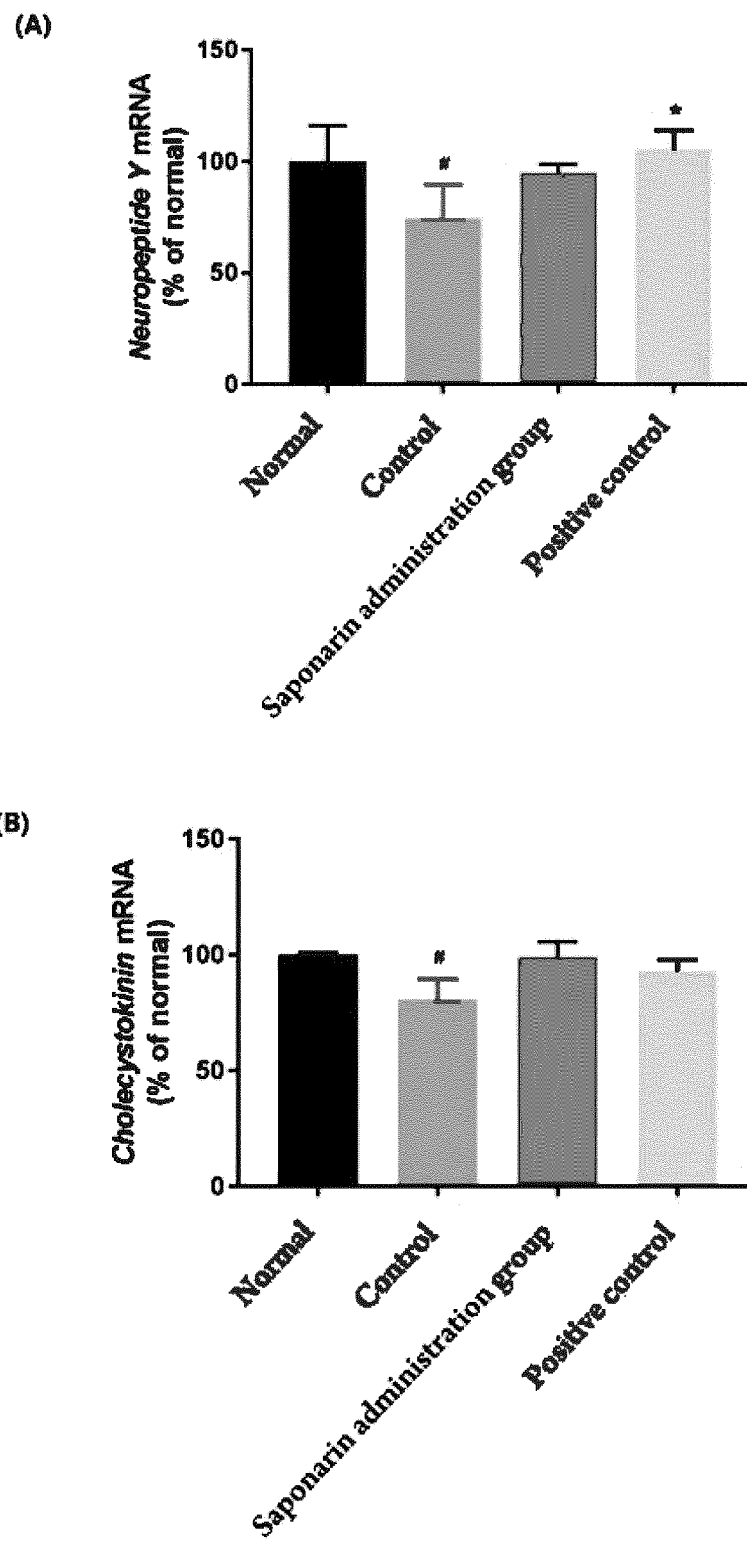 (A)
Neuropeptide Y mRNA
(% of normal)
150
100
50
0
#
*
Normal
Control
Saponarin administration group
Positive control
(B)
Cholecystokinin mRNA
(% of normal)
150
100
50
0
#
Normal
Control
Saponarin administration group
Positive control